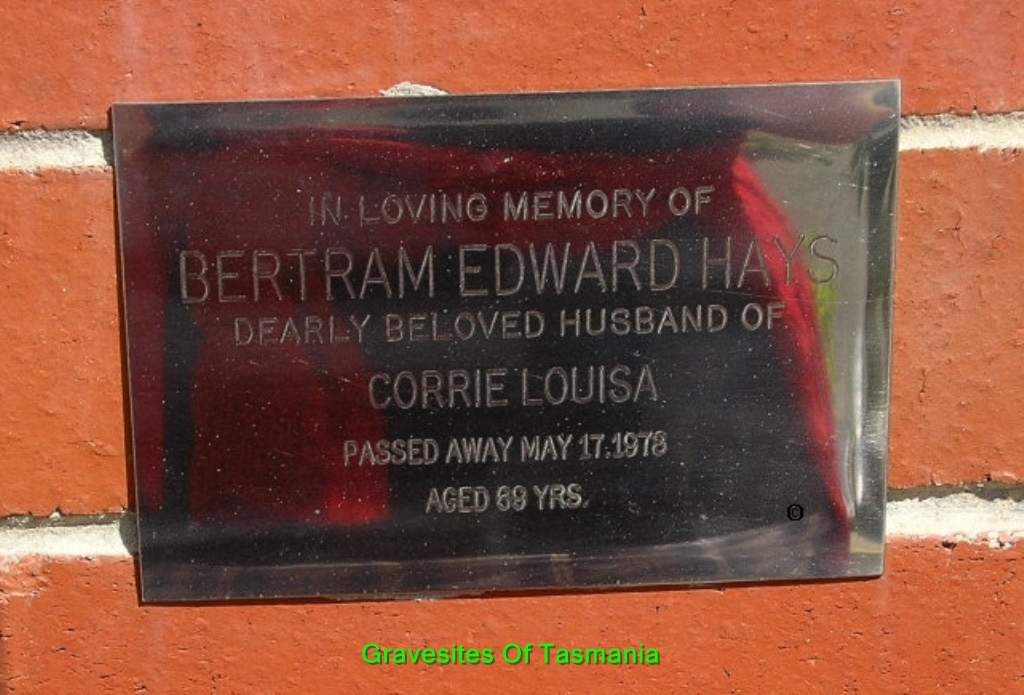 IN LOVING MEMORY OF
BERTRAM EDWARD HAYS
DEARLY BELOVED HUSBAND OF
CORRIE LOUISA
PASSED AWAY MAY 17.1978
AGED 69 YRS.
©
Gravesites Of Tasmania